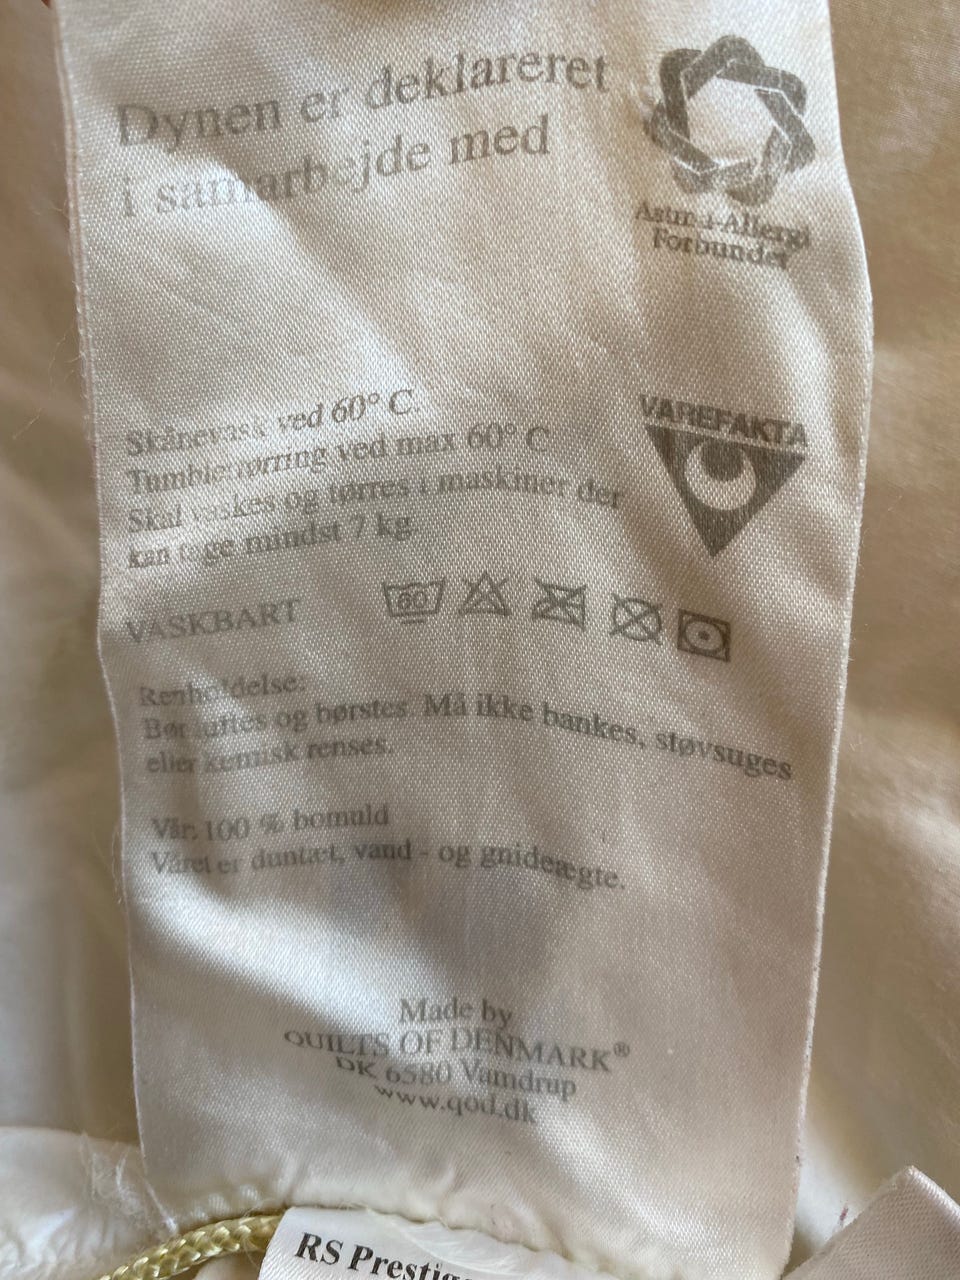 Dynen er deklareret
i samarbejde med
Astma-Allergi
Forbundet
Skånevask ved 60° C.
Tumbletørring ved max 60° C
Skal vaskes og tørres i maskiner der
kan tage mindst 7 kg.
VAREFAKTA
VASKBART
60
Renholdelse:
Bør luftes og børstes. Må ikke bankes, støvsuges
eller kemisk renses.
Vår: 100 % bomuld
Våret er duntæt, vand - og gnideægte.
Made by
QUILTS OF DENMARK®
DK 6580 Vamdrup
www.qod.dk
RS Prestige